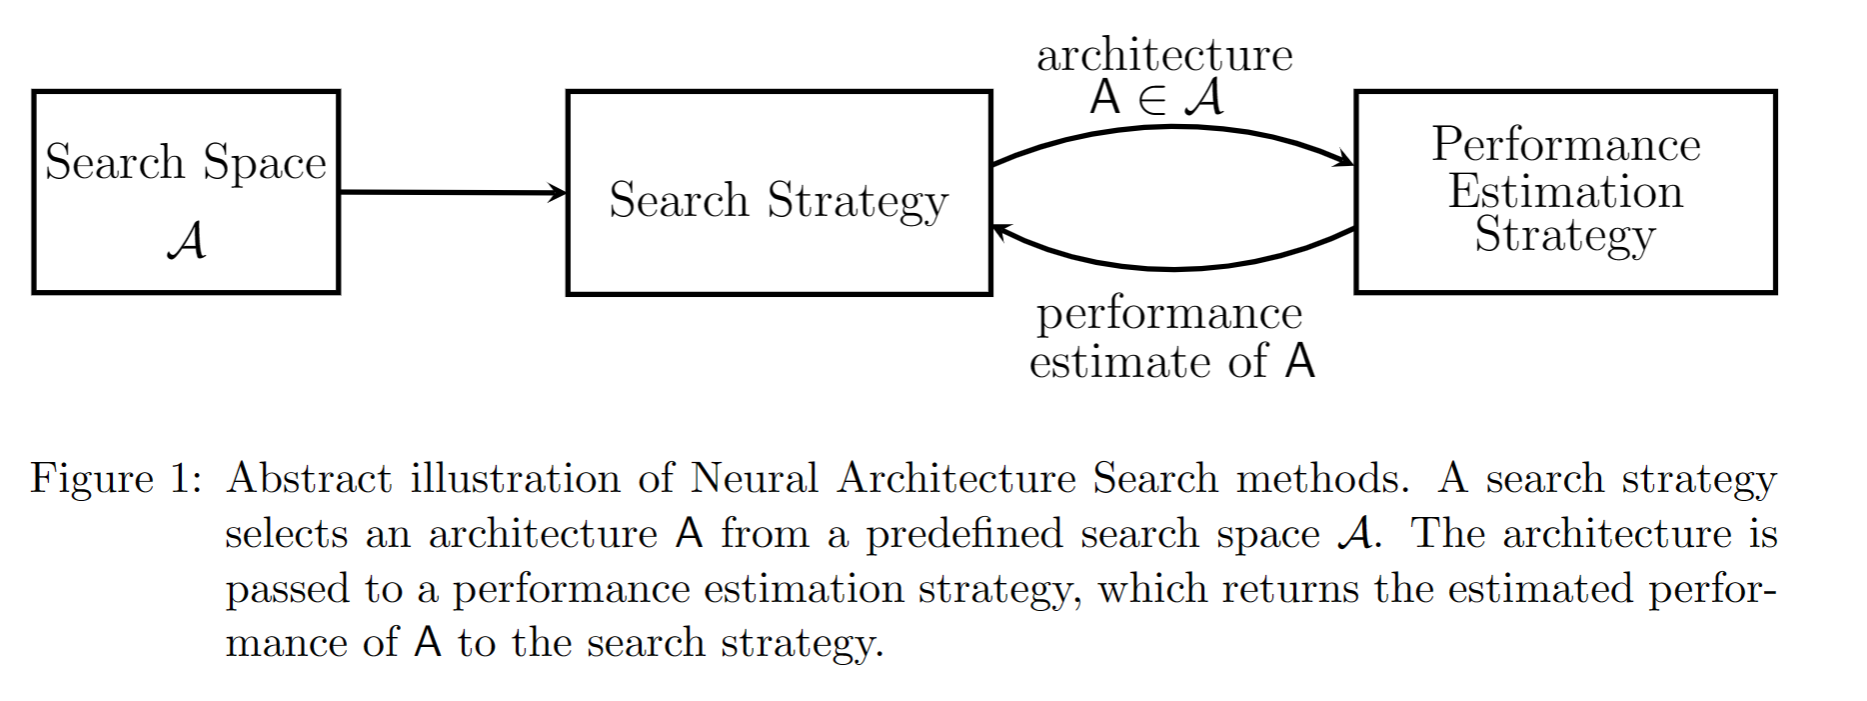 Search Space
𝒜
Search Strategy
architecture
A ∈ 𝒜
performance
estimate of A
Performance
Estimation
Strategy
Figure 1: Abstract illustration of Neural Architecture Search methods. A search strategy
selects an architecture A from a predefined search space 𝒜. The architecture is
passed to a performance estimation strategy, which returns the estimated perfor-
mance of A to the search strategy.